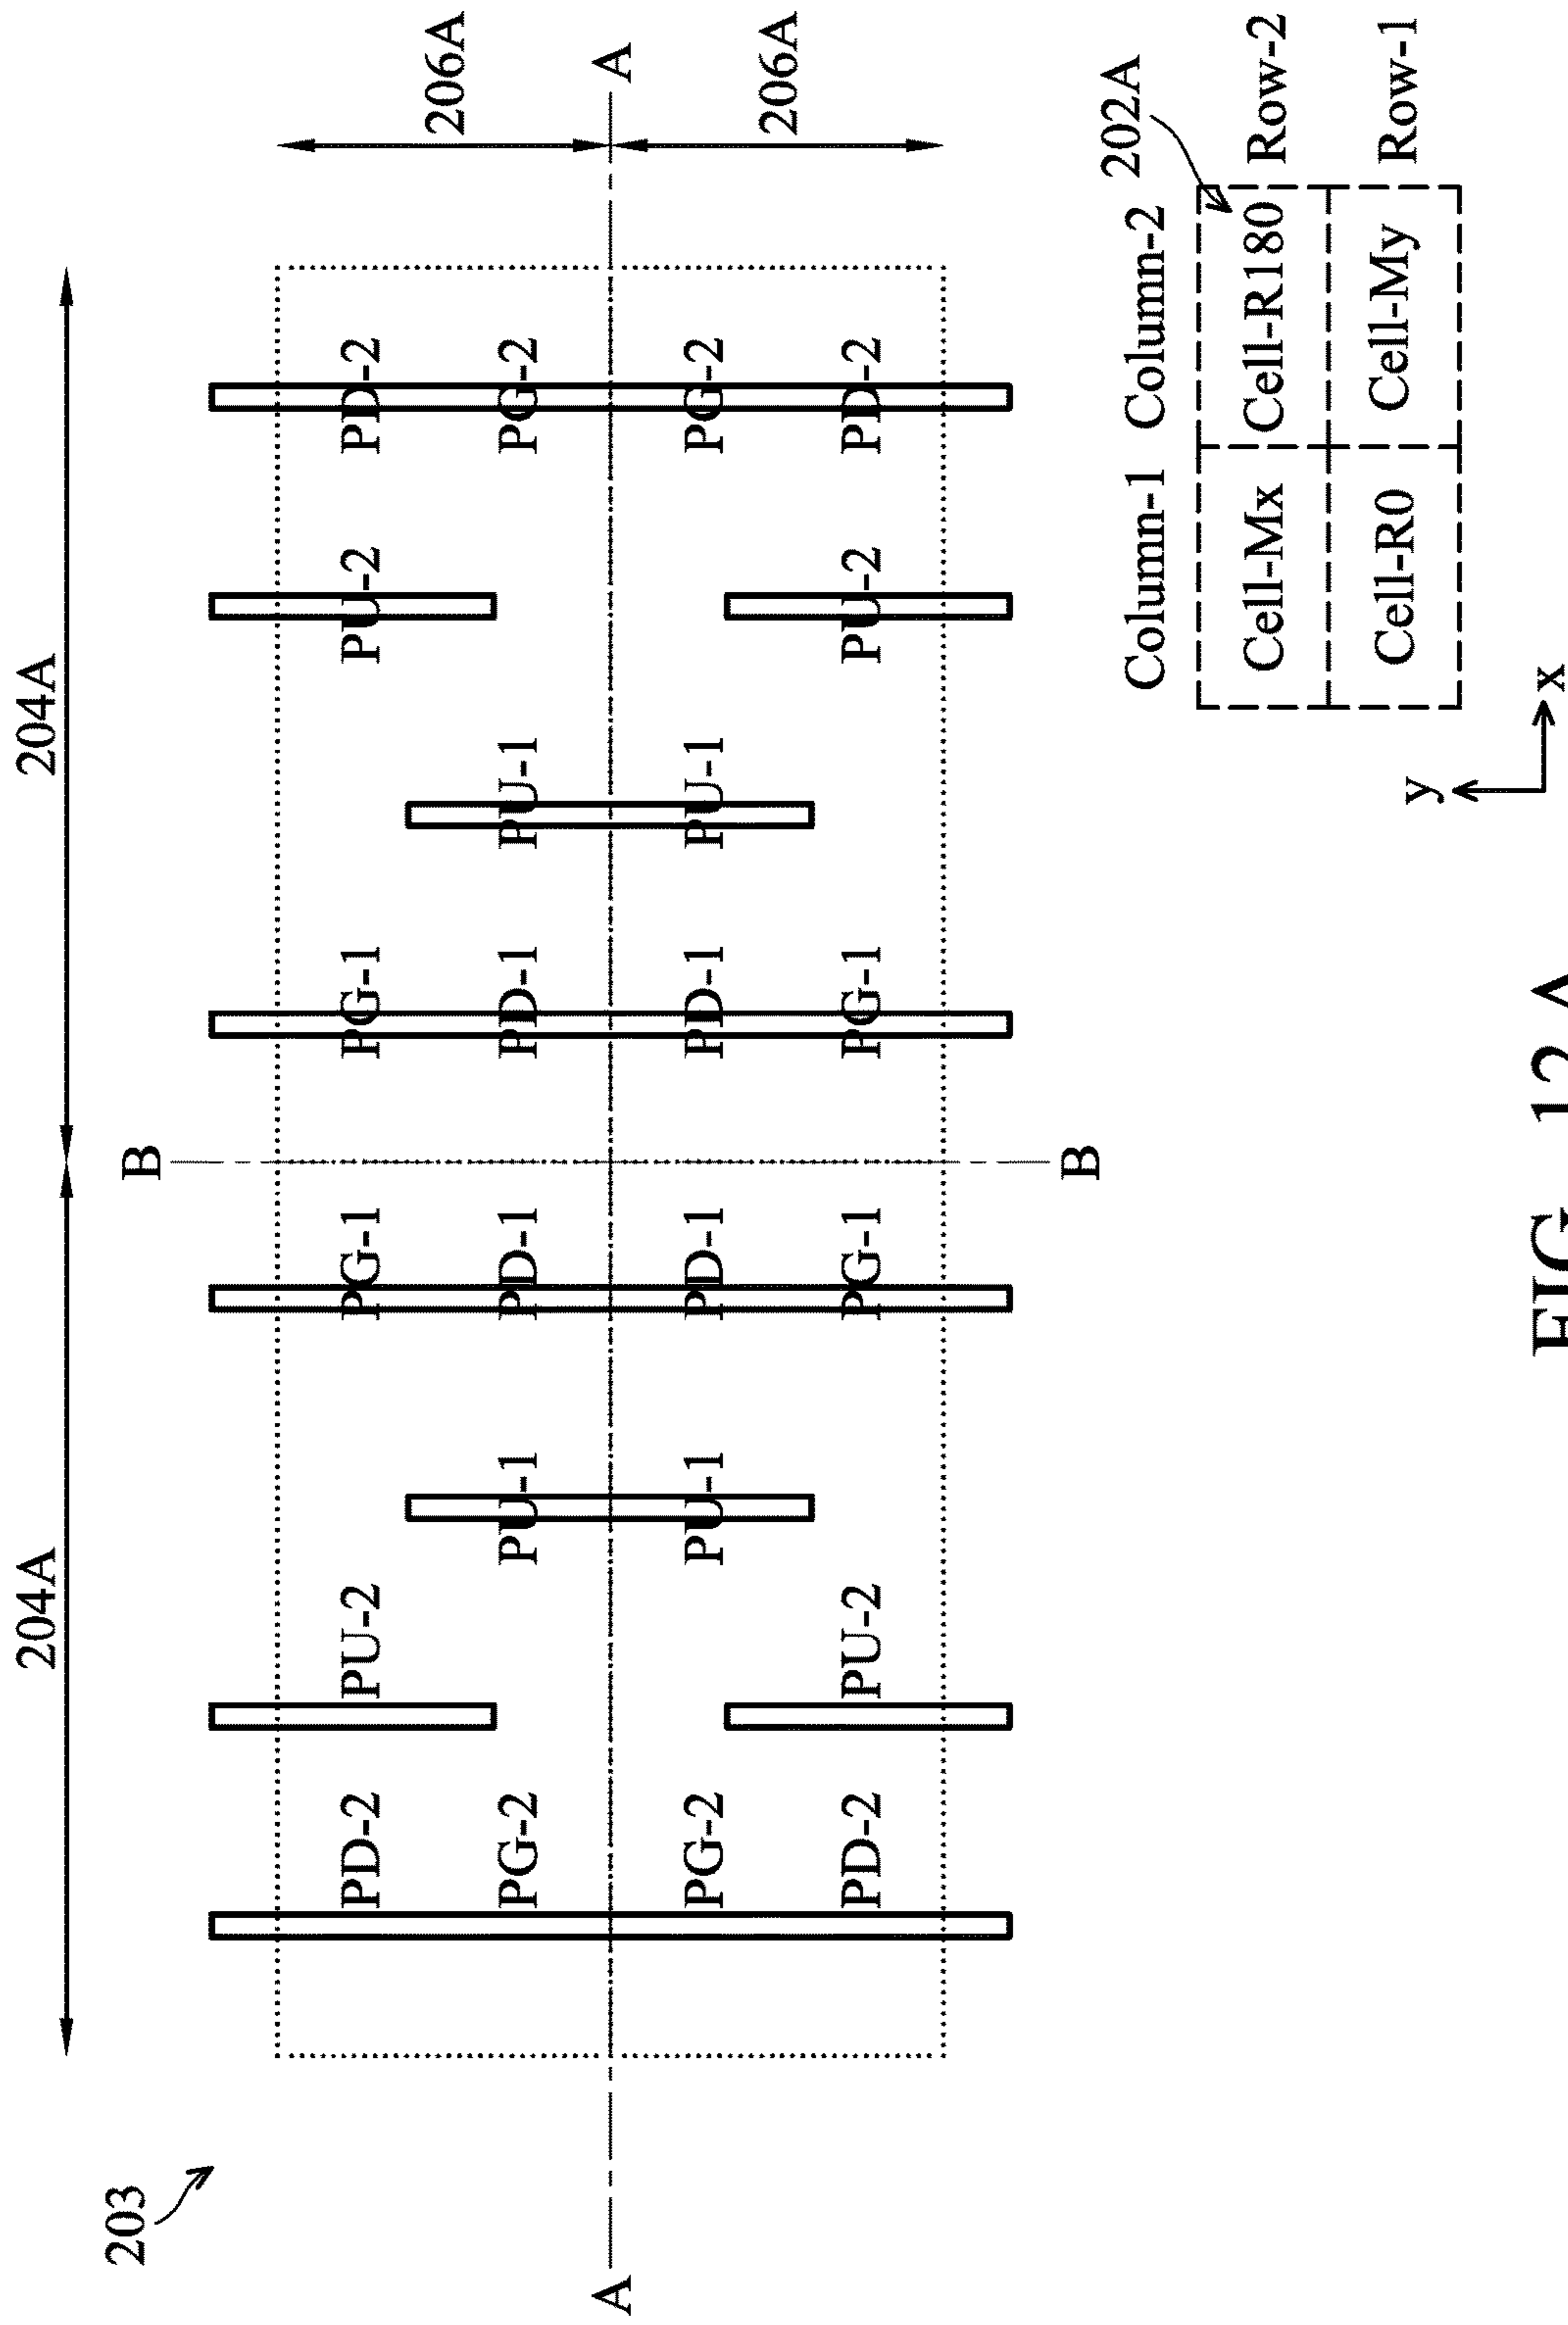 204A 204A
203
B
PD-2 PU-2 PG-1 PG-1 PU-2 PD-2
206A
PG-2 PU-1 PD-1 PD-1 PU-1 PG-2
A A
PG-2 PU-1 PD-1 PD-1 PU-1 PG-2
206A
PD-2 PU-2 PG-1 PG-1 PU-2 PD-2
B
202A
Column-1 Column-2
Cell-Mx Cell-R180 Row-2
Cell-R0 Cell-My Row-1
y
x
FIG 12A